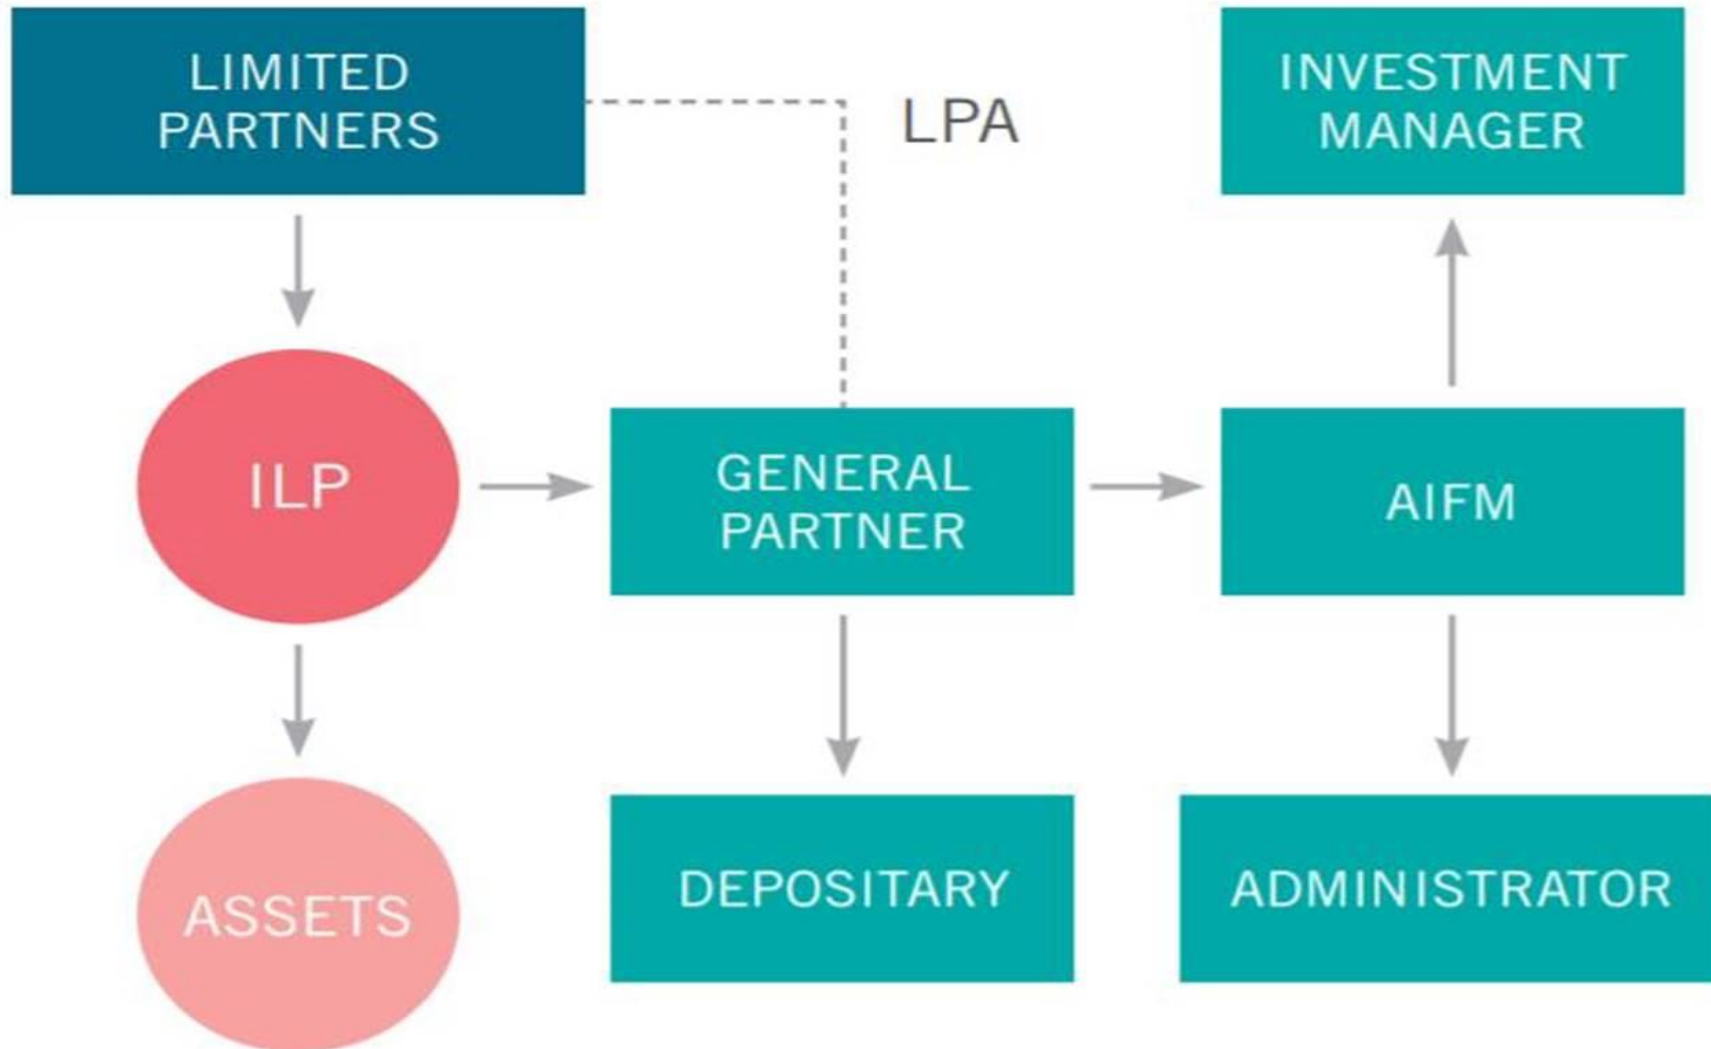 LIMITED
PARTNERS
LPA
INVESTMENT
MANAGER
ILP
GENERAL
PARTNER
AIFM
ASSETS
DEPOSITARY
ADMINISTRATOR